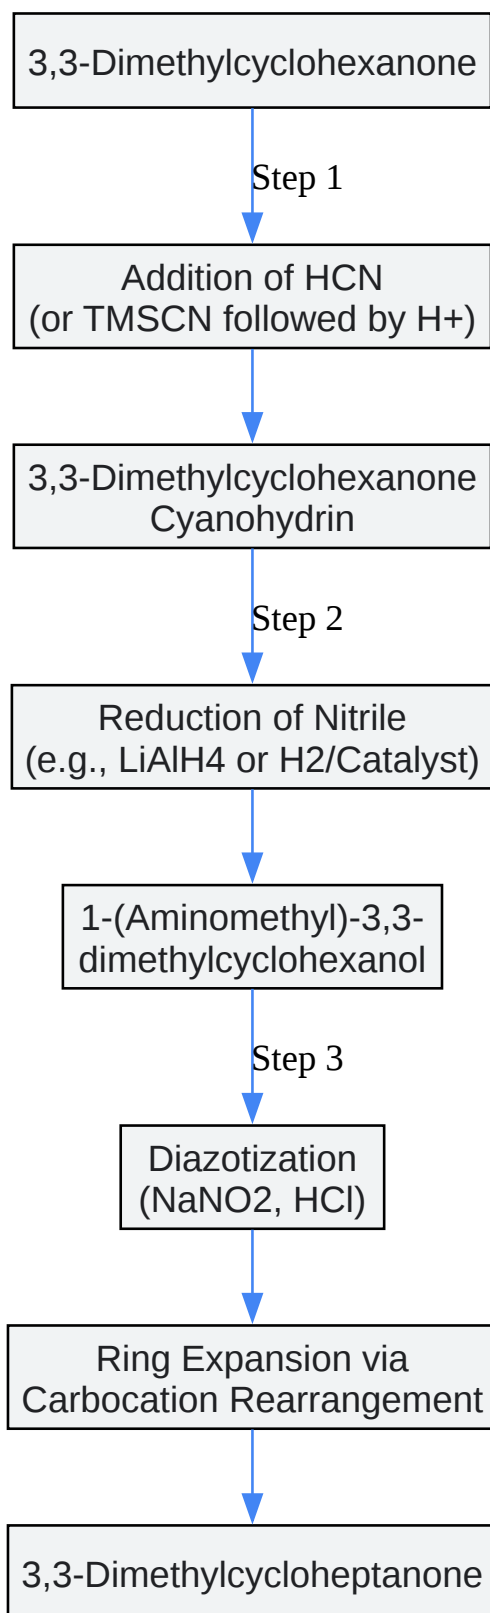 3,3-Dimethylcyclohexanone
Step 1
Addition of HCN
(or TMSCN followed by H+)
3,3-Dimethylcyclohexanone
Cyanohydrin
Step 2
Reduction of Nitrile
(e.g., LiAlH4 or H2/Catalyst)
1-(Aminomethyl)-3,3-
dimethylcyclohexanol
Step 3
Diazotization
(NaNO2, HCl)
Ring Expansion via
Carbocation Rearrangement
3,3-Dimethylcycloheptanone